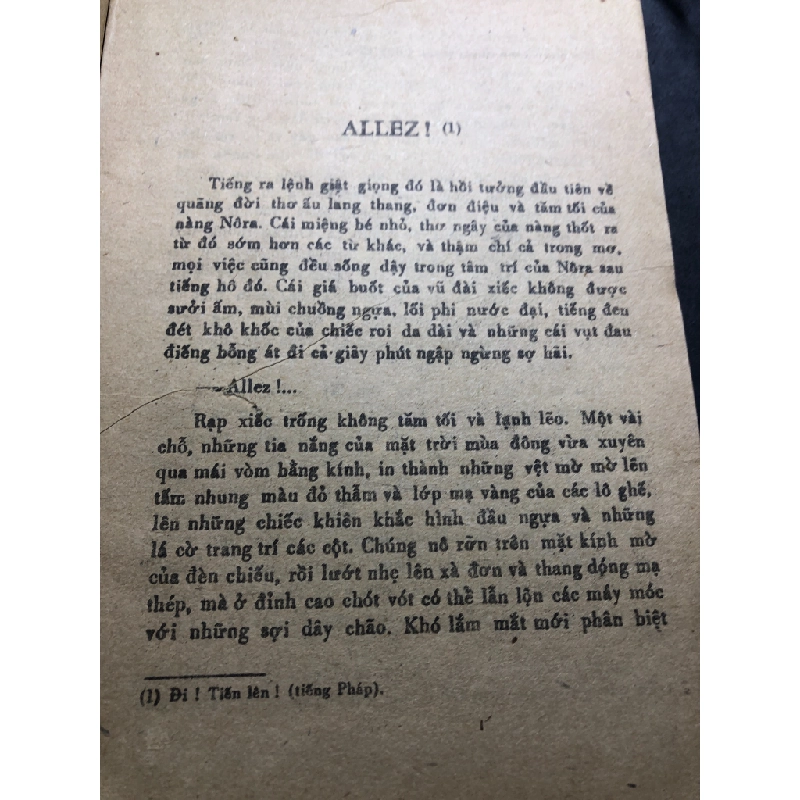 ALLEZ! (1)
Tiếng ra lệnh giật giọng đó là hồi tưởng đầu tiên về
quãng đời thơ ấu lang thang, đơn điệu và tăm tối của
nàng Nôra. Cái miệng bé nhỏ, thơ ngây của nàng thốt ra
từ đó sớm hơn các từ khác, và thậm chí cả trong mơ,
mọi việc cũng đều sống dậy trong tâm trí của Nôra sau
tiếng hô đó. Cái giá buốt của vũ đài xiếc không được
sưởi ấm, mùi chuồng ngựa, lối phi nước đại, tiếng đen
đét khô khốc của chiếc roi da dài và những cái vụt đau
điếng bỗng át đi cả giây phút ngập ngừng sợ hãi.
— Allez !...
Rạp xiếc trống không tăm tối và lạnh lẽo. Một vài
chỗ, những tia nắng của mặt trời mùa đông vừa xuyên
qua mái vòm bằng kính, in thành những vệt mờ mờ lên
tấm nhung màu đỏ thẫm và lớp mạ vàng của các lô ghế,
lên những chiếc khiên khắc hình đầu ngựa và những
lá cờ trang trí các cột. Chúng nô rỡn trên mặt kính mờ
của đèn chiếu, rồi lướt nhẹ lên xà đơn và thang dóng mạ
thép, mà ở đỉnh cao chót vót có thể lẫn lộn các máy móc
với những sợi dây chão. Khó lắm mắt mới phân biệt
(1) Đi ! Tiến lên ! (tiếng Pháp).